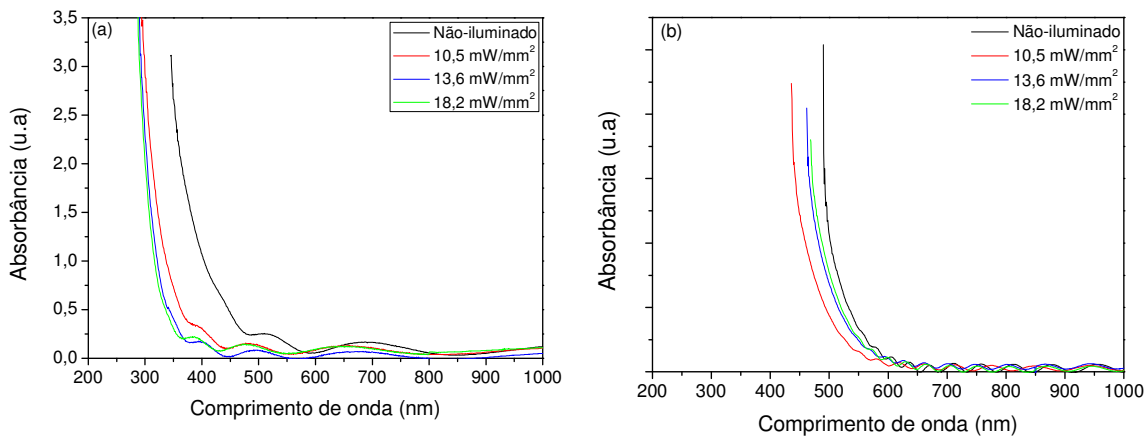 (a)
Não-iluminado
10,5 mW/mm²
13,6 mW/mm²
18,2 mW/mm²
3,5
3,0
2,5
2,0
1,5
1,0
0,5
0,0
Absorbância (u.a)
200 300 400 500 600 700 800 900 1000
Comprimento de onda (nm)
(b)
Não-iluminado
10,5 mW/mm²
13,6 mW/mm²
18,2 mW/mm²
Absorbância (u.a)
200 300 400 500 600 700 800 900 1000
Comprimento de onda (nm)